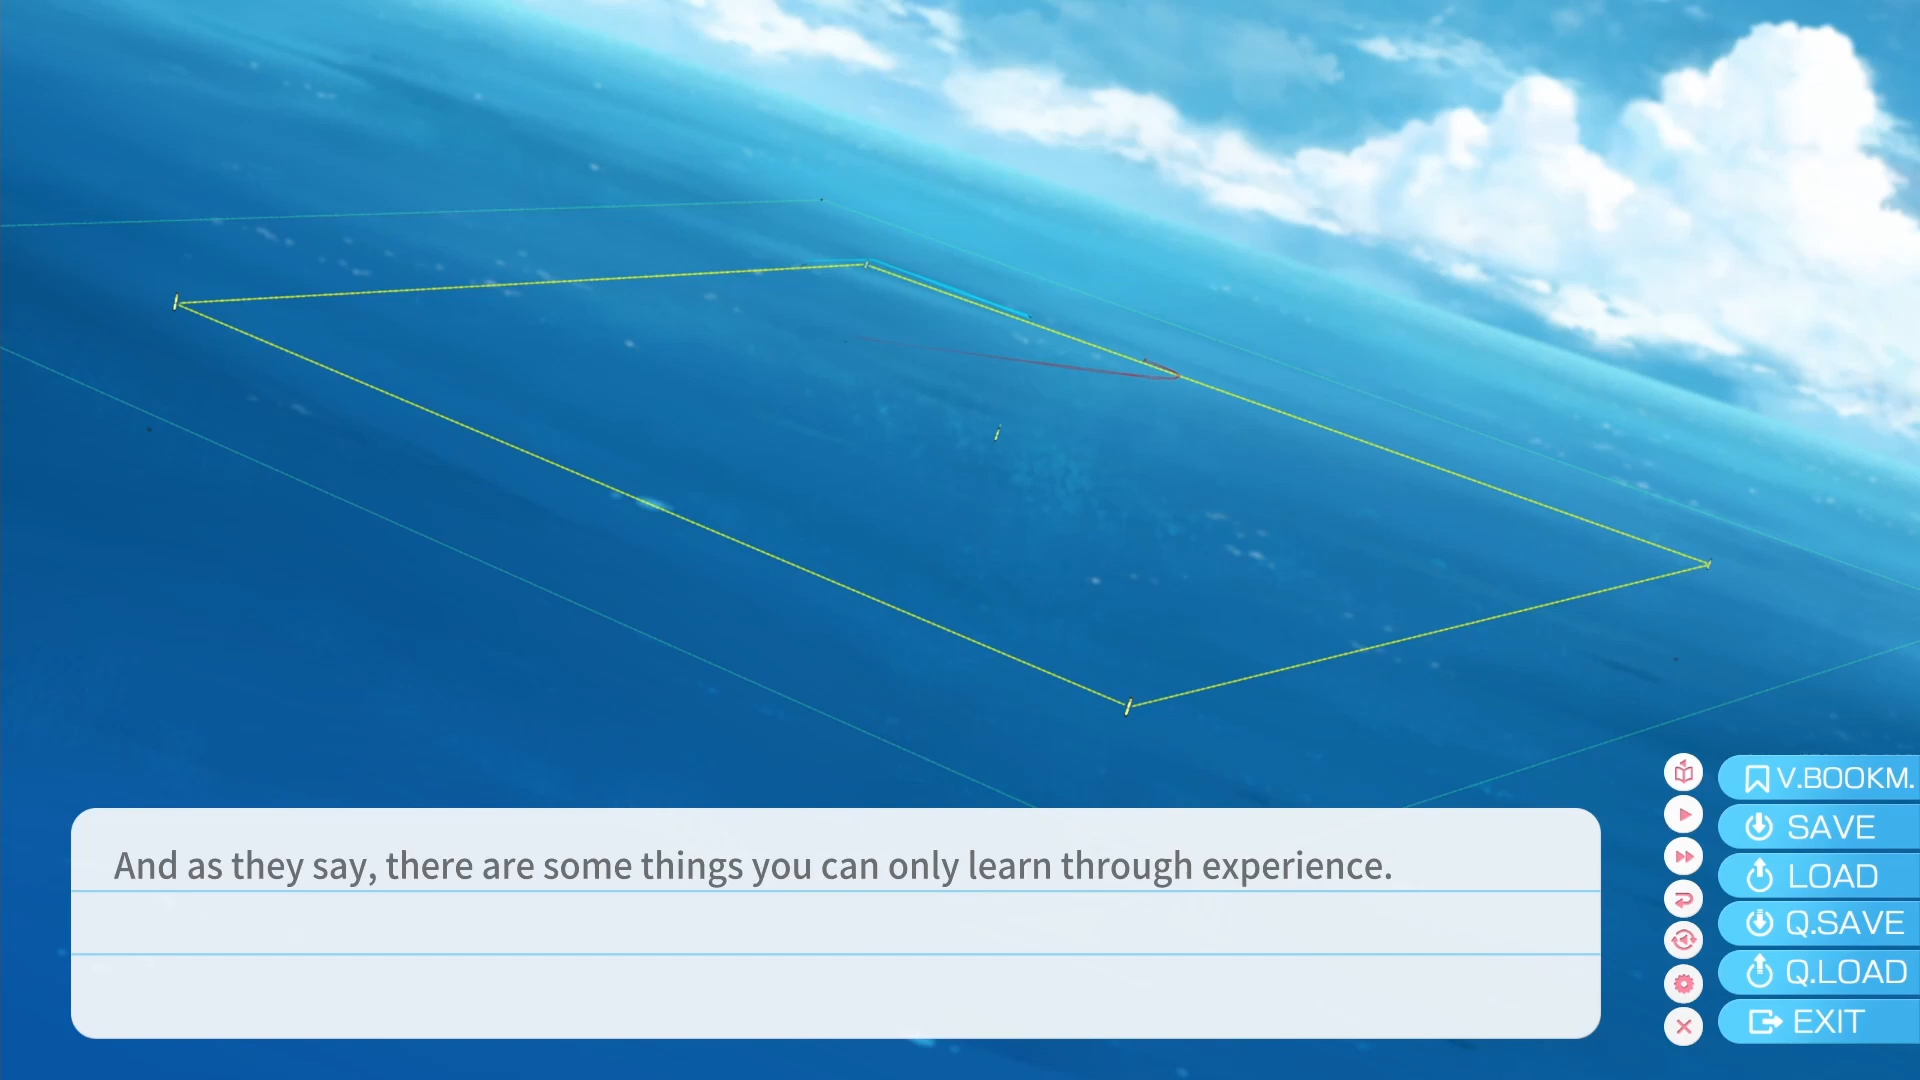 And as they say, there are some things you can only learn through experience.
V.BOOKM.
SAVE
LOAD
Q.SAVE
Q.LOAD
EXIT